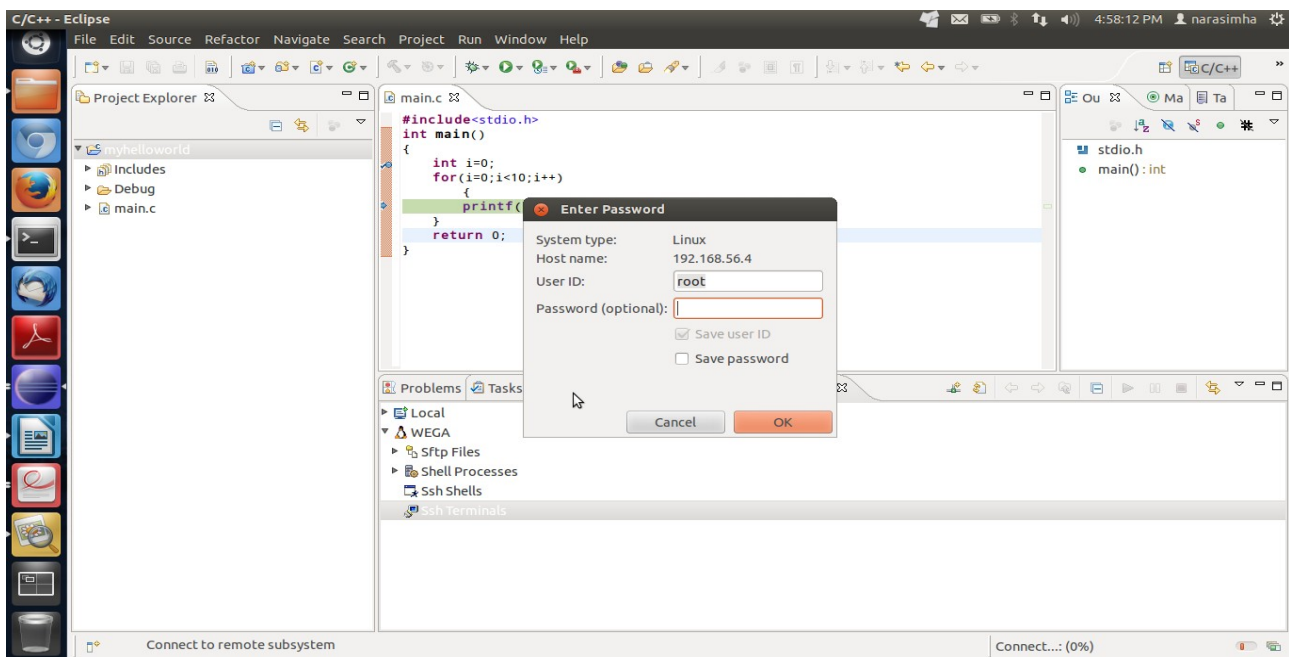 C/C++ - Eclipse
4:58:12 PM narasimha
File Edit Source Refactor Navigate Search Project Run Window Help
C/C++
Project Explorer
myhelloworld
Includes
Debug
main.c
main.c
#include<stdio.h>
int main()
{
int i=0;
for(i=0;i<10;i++)
{
printf(
}
return 0;
}
Ou Ma Ta
stdio.h
main() : int
Enter Password
System type: Linux
Host name: 192.168.56.4
User ID: root
Password (optional):
Save user ID
Save password
Cancel OK
Problems Tasks
Local
WEGA
Sftp Files
Shell Processes
Ssh Shells
Ssh Terminals
Connect to remote subsystem
Connect...: (0%)